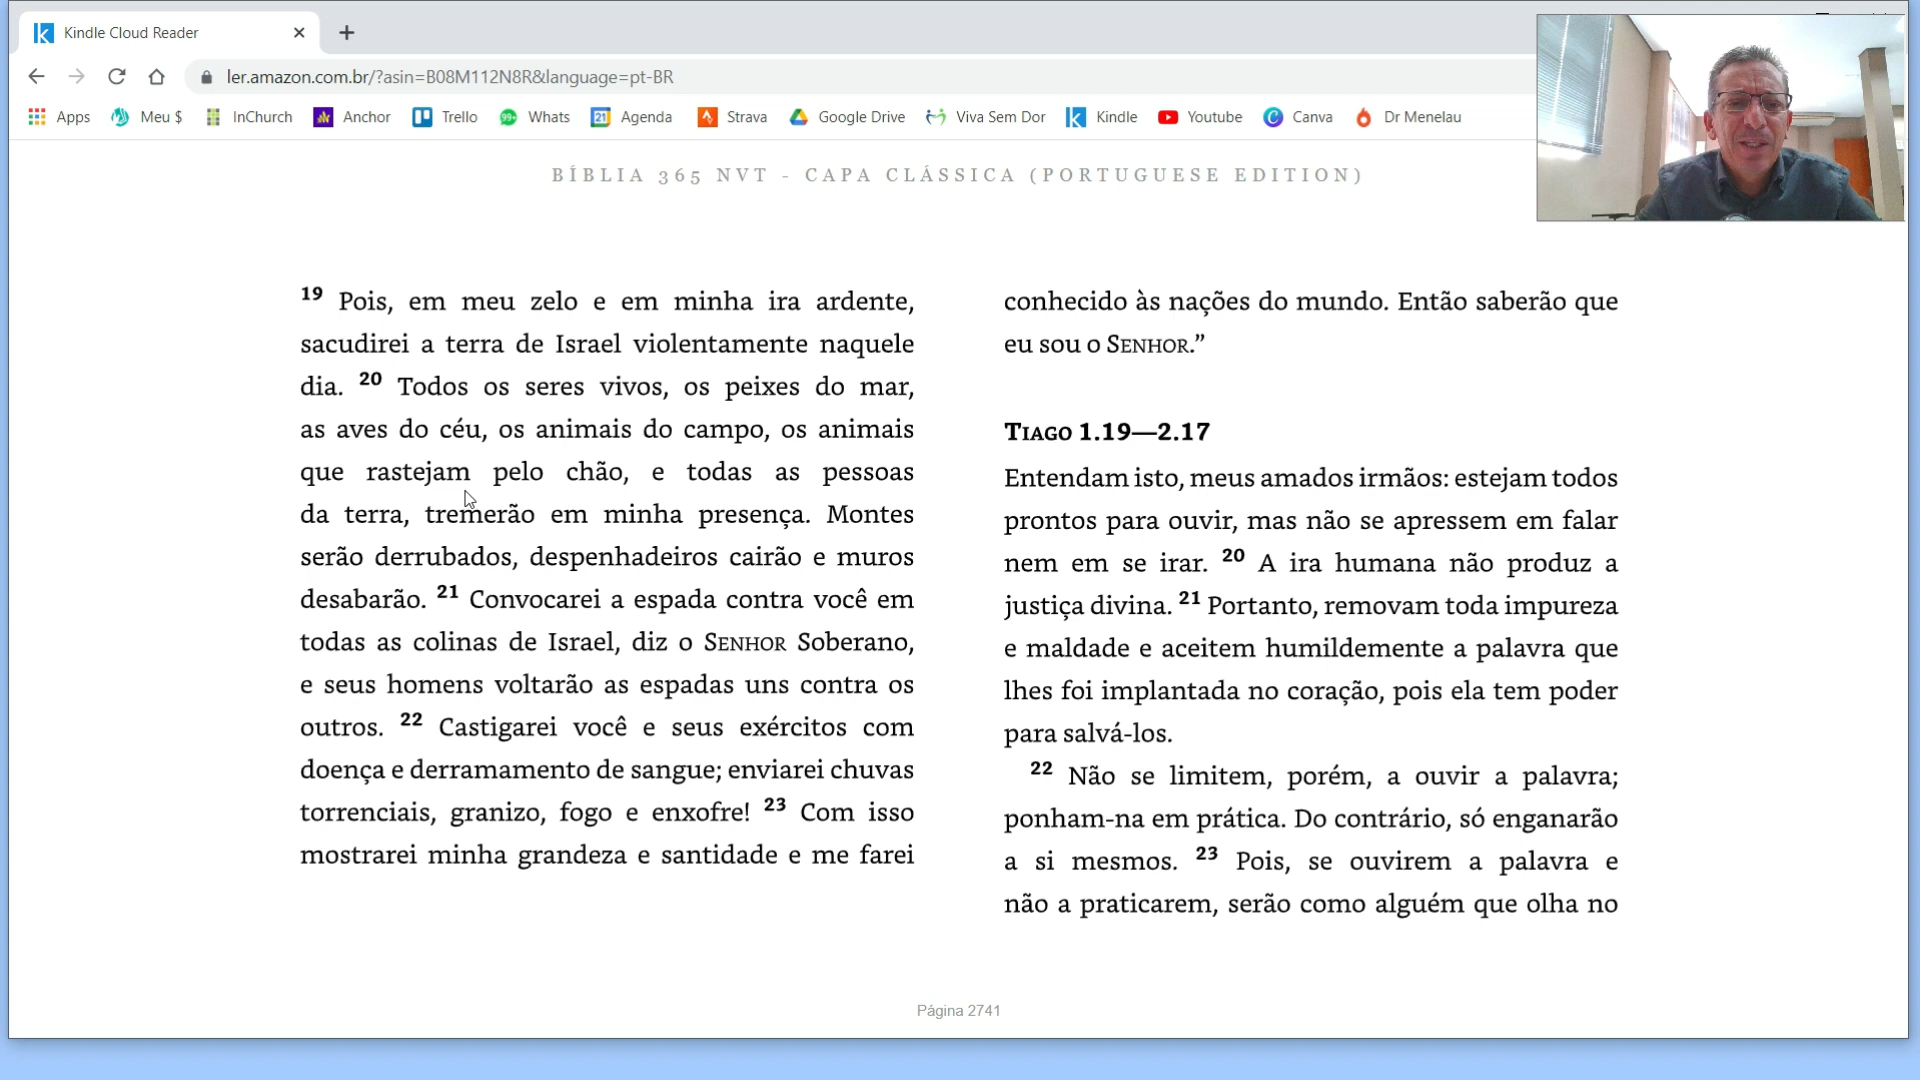 Kindle Cloud Reader
ler.amazon.com.br/?asin=B08M112N8R&language=pt-BR
Apps Meu $ InChurch Anchor Trello 99+ Whats 21 Agenda Strava Google Drive Viva Sem Dor Kindle Youtube Canva Dr Menelau
BÍBLIA 365 NVT - CAPA CLÁSSICA (PORTUGUESE EDITION)
19 Pois, em meu zelo e em minha ira ardente,
sacudirei a terra de Israel violentamente naquele
dia. 20 Todos os seres vivos, os peixes do mar,
as aves do céu, os animais do campo, os animais
que rastejam pelo chão, e todas as pessoas
da terra, tremerão em minha presença. Montes
serão derrubados, despenhadeiros cairão e muros
desabarão. 21 Convocarei a espada contra você em
todas as colinas de Israel, diz o SENHOR Soberano,
e seus homens voltarão as espadas uns contra os
outros. 22 Castigarei você e seus exércitos com
doença e derramamento de sangue; enviarei chuvas
torrenciais, granizo, fogo e enxofre! 23 Com isso
mostrarei minha grandeza e santidade e me farei
conhecido às nações do mundo. Então saberão que
eu sou o SENHOR.”
TIAGO 1.19—2.17
Entendam isto, meus amados irmãos: estejam todos
prontos para ouvir, mas não se apressem em falar
nem em se irar. 20 A ira humana não produz a
justiça divina. 21 Portanto, removam toda impureza
e maldade e aceitem humildemente a palavra que
lhes foi implantada no coração, pois ela tem poder
para salvá-los.
22 Não se limitem, porém, a ouvir a palavra;
ponham-na em prática. Do contrário, só enganarão
a si mesmos. 23 Pois, se ouvirem a palavra e
não a praticarem, serão como alguém que olha no
Página 2741